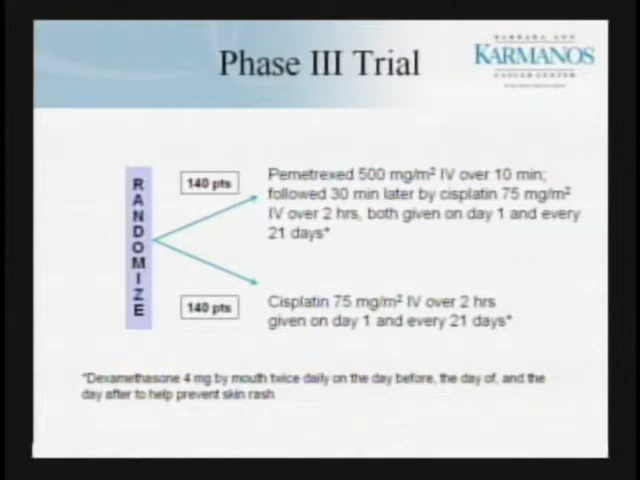 BARBARA ANN
KARMANOS
CANCER CENTER
Phase III Trial
RANDOMIZE
140 pts
Pemetrexed 500 mg/m² IV over 10 min;
followed 30 min later by cisplatin 75 mg/m²
IV over 2 hrs, both given on day 1 and every
21 days*
140 pts
Cisplatin 75 mg/m² IV over 2 hrs
given on day 1 and every 21 days*
*Dexamethasone 4 mg by mouth twice daily on the day before, the day of, and the
day after to help prevent skin rash